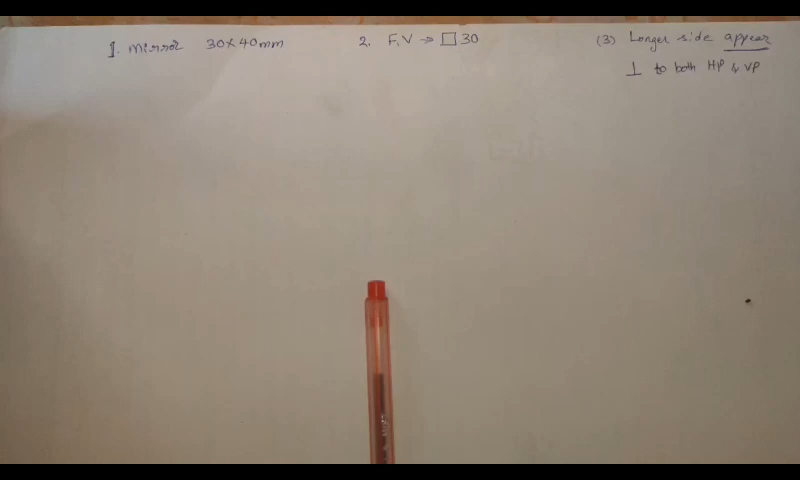 1. Mirror 30×40mm
2. F.V → □ 30
(3) Longer side appear
⊥ to both HP & VP